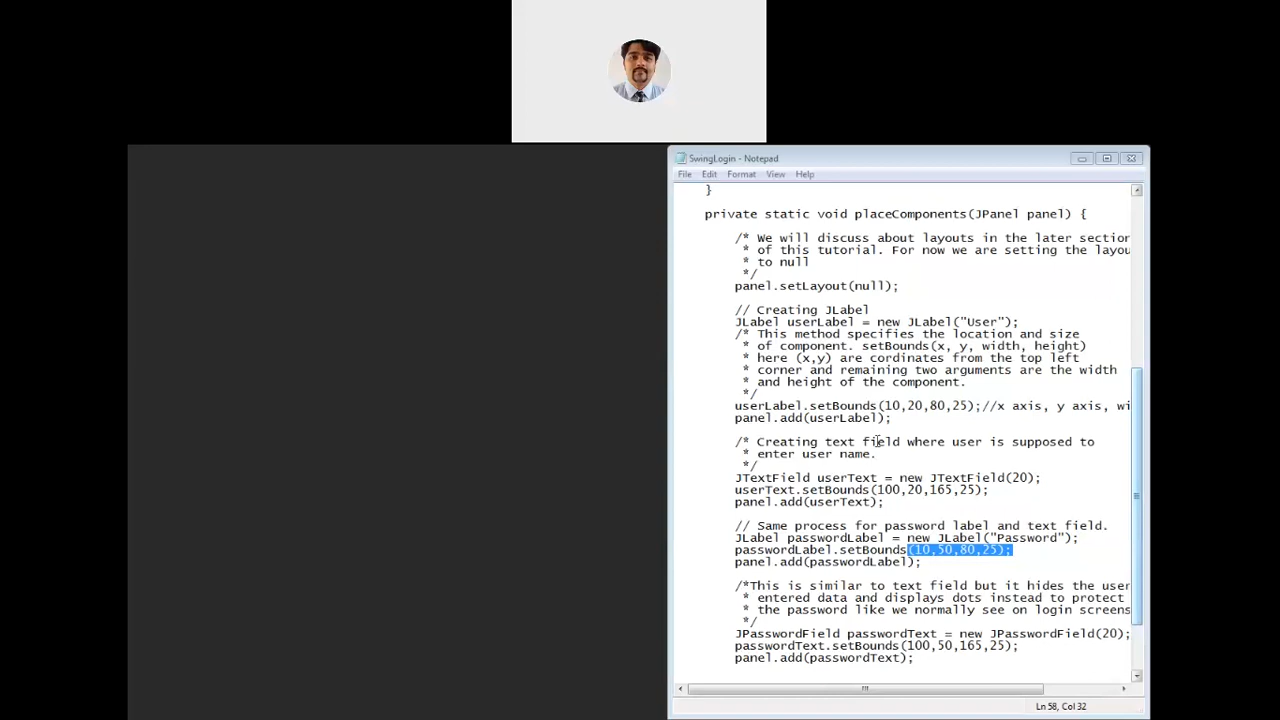 SwingLogin - Notepad
File Edit Format View Help
}
private static void placeComponents(JPanel panel) {
/* We will discuss about layouts in the later section
* of this tutorial. For now we are setting the layou
* to null
*/
panel.setLayout(null);
// Creating JLabel
JLabel userLabel = new JLabel("User");
/* This method specifies the location and size
* of component. setBounds(x, y, width, height)
* here (x,y) are cordinates from the top left
* corner and remaining two arguments are the width
* and height of the component.
*/
userLabel.setBounds(10,20,80,25);//x axis, y axis, wi
panel.add(userLabel);
/* Creating text field where user is supposed to
* enter user name.
*/
JTextField userText = new JTextField(20);
userText.setBounds(100,20,165,25);
panel.add(userText);
// Same process for password label and text field.
JLabel passwordLabel = new JLabel("Password");
passwordLabel.setBounds(10,50,80,25);
panel.add(passwordLabel);
/*This is similar to text field but it hides the user
* entered data and displays dots instead to protect
* the password like we normally see on login screens
*/
JPasswordField passwordText = new JPasswordField(20);
passwordText.setBounds(100,50,165,25);
panel.add(passwordText);
Ln 58, Col 32